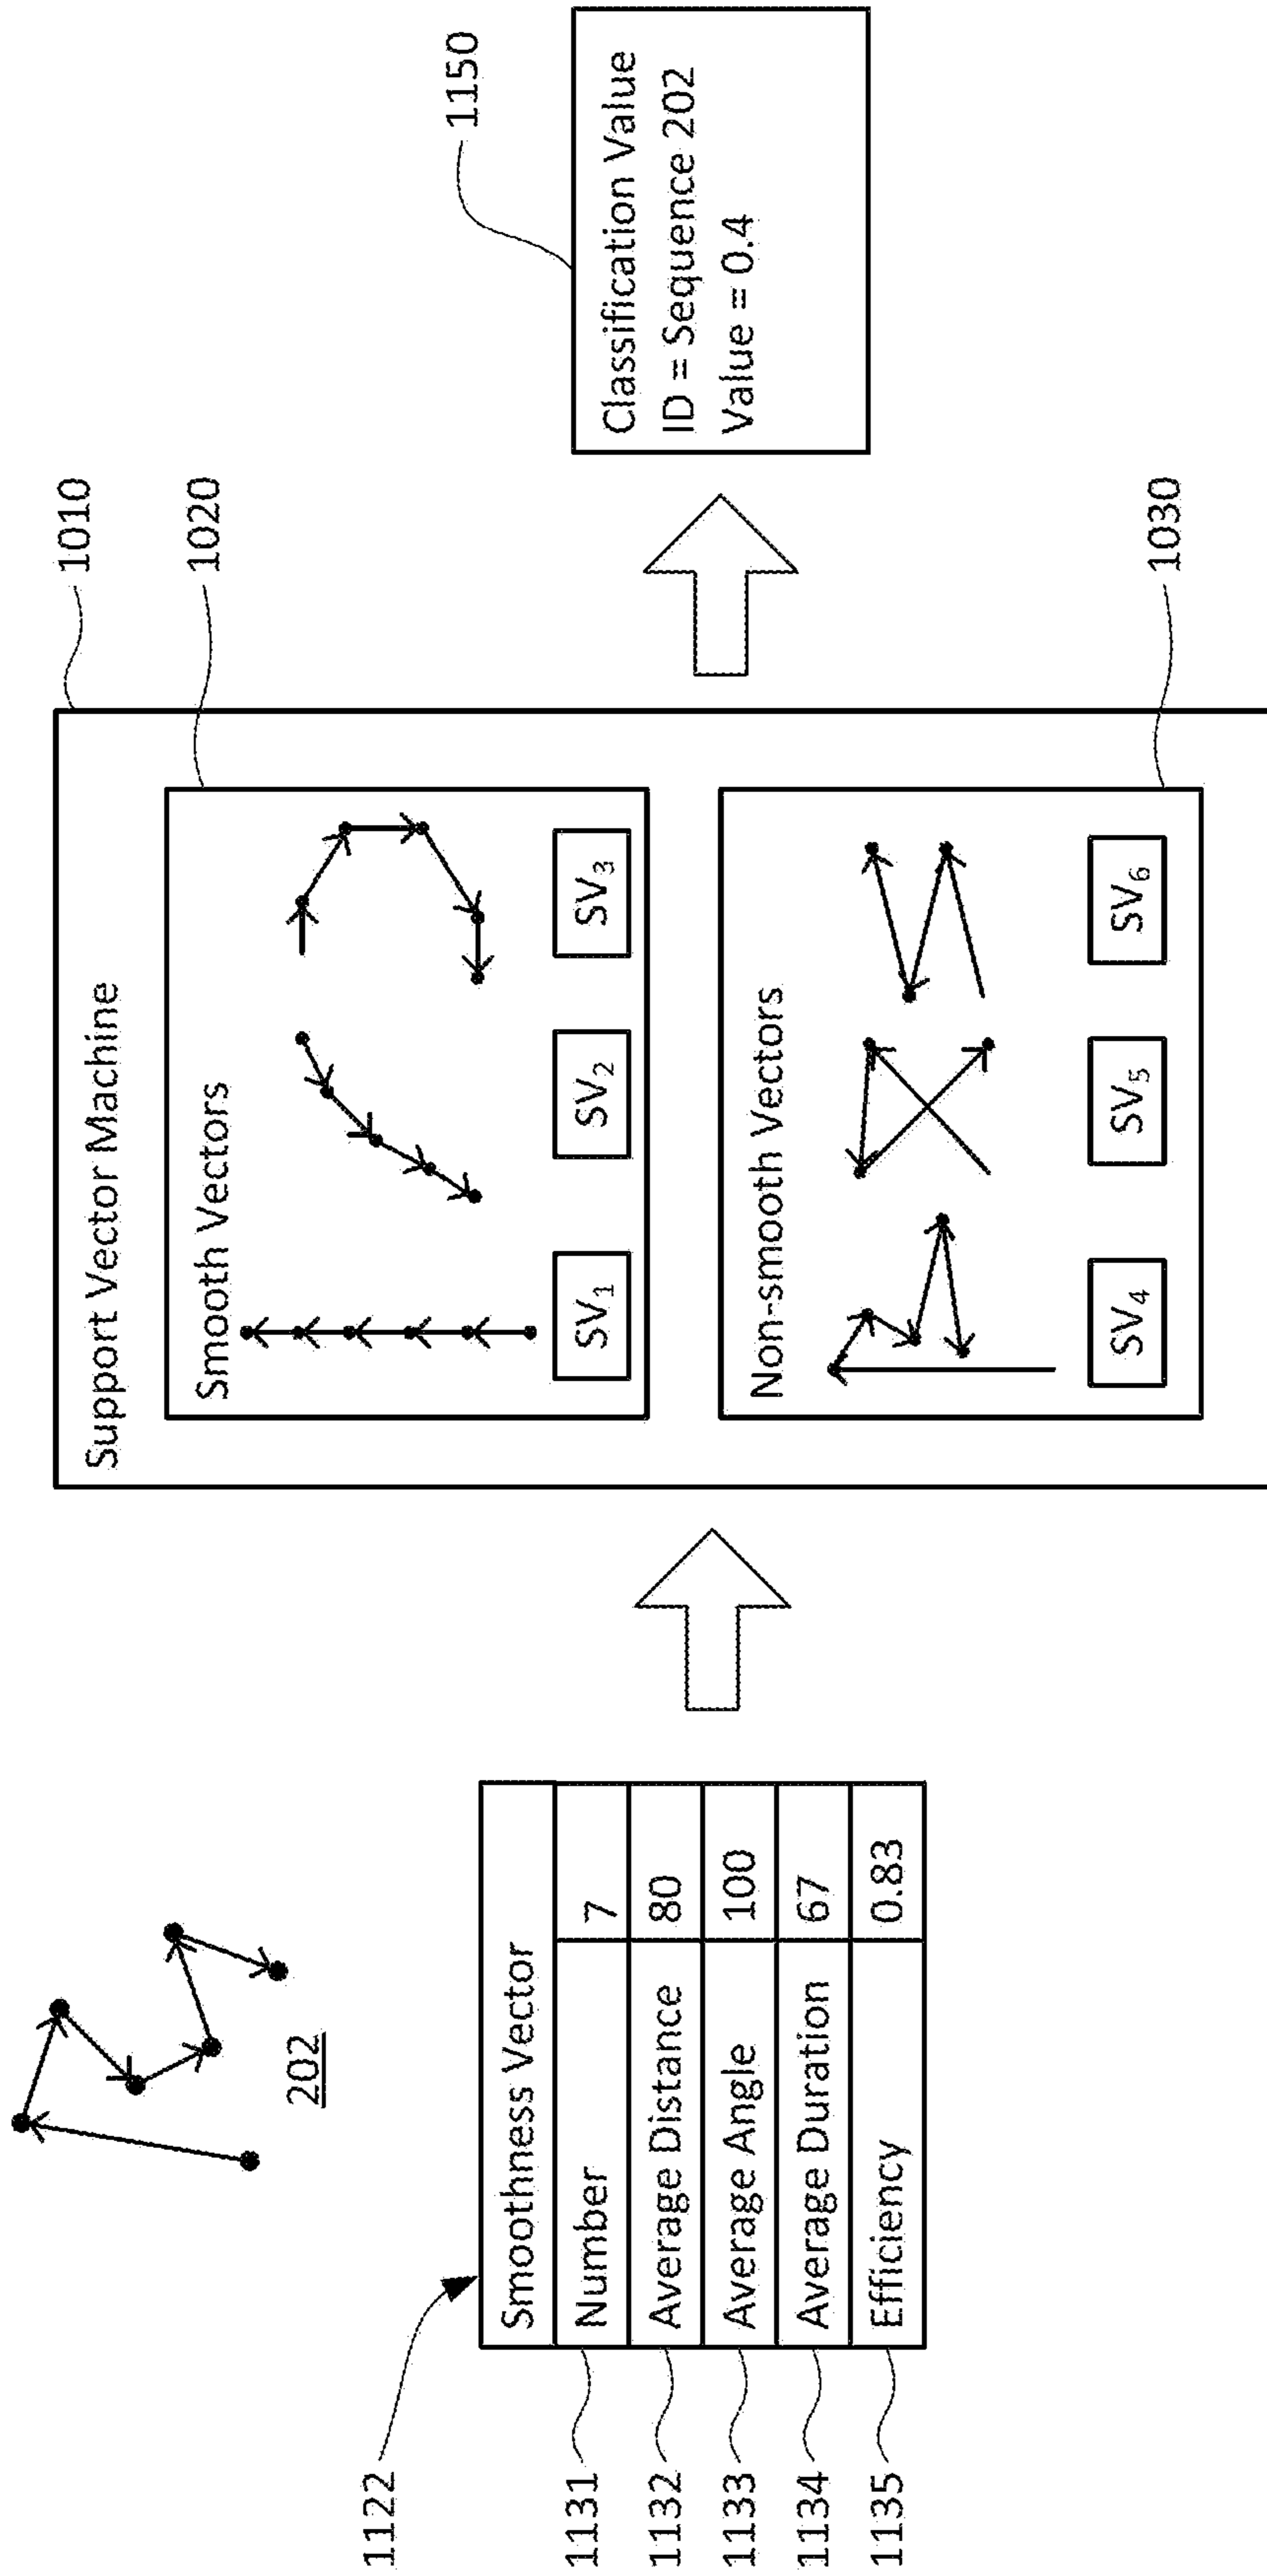 202
1122
Smoothness Vector
1131 Number 7
1132 Average Distance 80
1133 Average Angle 100
1134 Average Duration 67
1135 Efficiency 0.83
1010
Support Vector Machine
1020
Smooth Vectors
SV1 SV2 SV3
Non-smooth Vectors
1030
SV4 SV5 SV6
1150
Classification Value
ID = Sequence 202
Value = 0.4